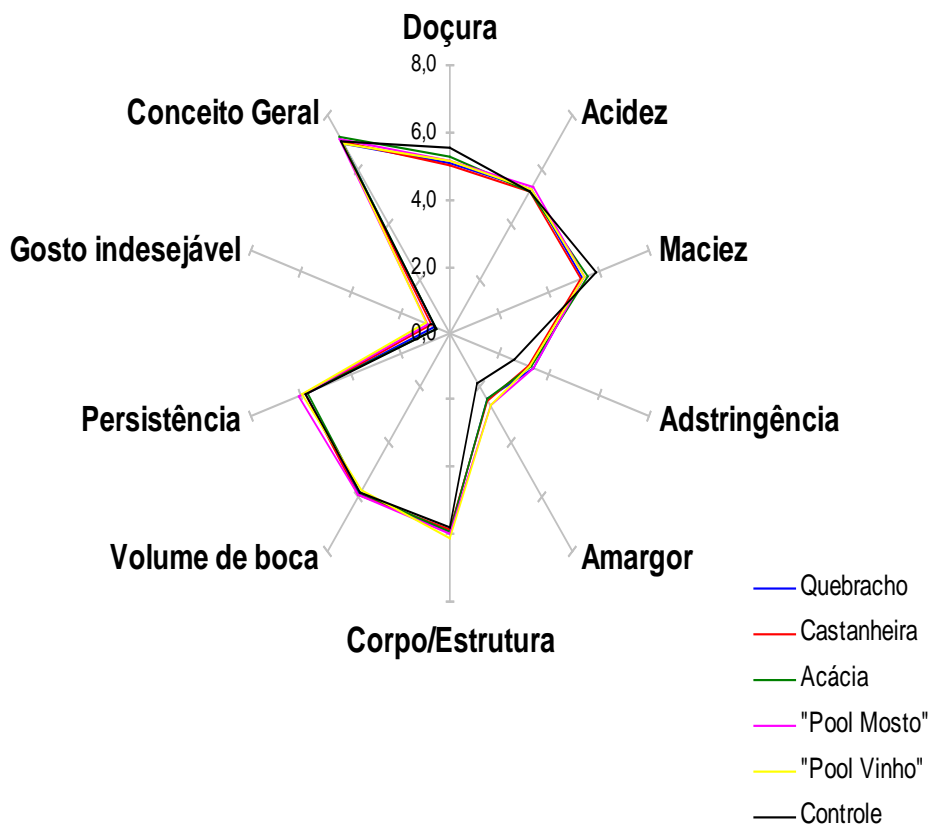 Doçura
8,0
Conceito Geral
Acidez
6,0
4,0
Gosto indesejável
Maciez
2,0
0,0
Persistência
Adstringência
Volume de boca
Amargor
Corpo/Estrutura
Quebracho
Castanheira
Acácia
"Pool Mosto"
"Pool Vinho"
Controle